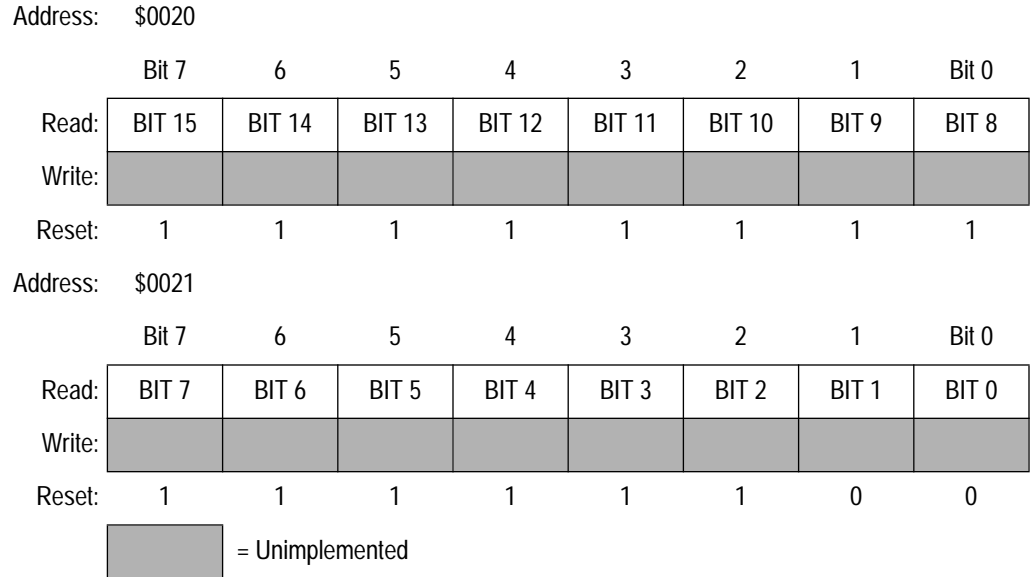 Address: $0020
Bit 7 6 5 4 3 2 1 Bit 0
Read: BIT 15 BIT 14 BIT 13 BIT 12 BIT 11 BIT 10 BIT 9 BIT 8
Write:
Reset: 1 1 1 1 1 1 1 1
Address: $0021
Bit 7 6 5 4 3 2 1 Bit 0
Read: BIT 7 BIT 6 BIT 5 BIT 4 BIT 3 BIT 2 BIT 1 BIT 0
Write:
Reset: 1 1 1 1 1 1 0 0
= Unimplemented